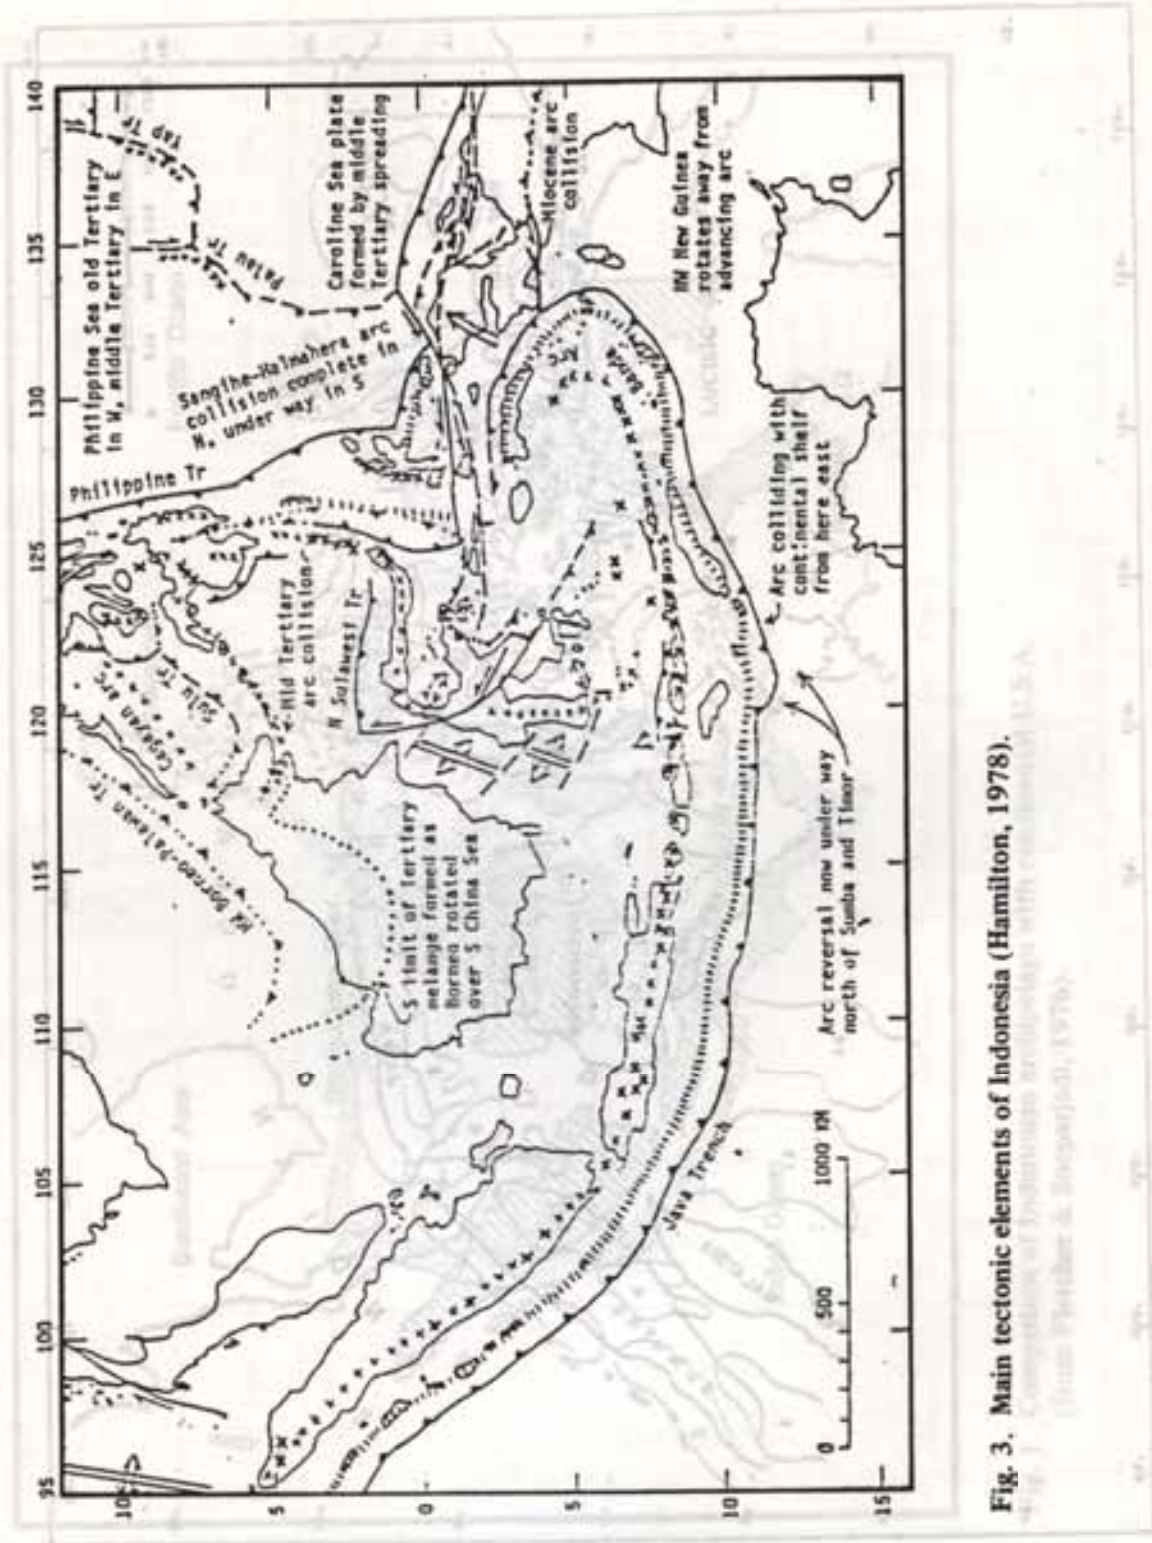 95
100
105
110
115
120
125
130
135
140
10
5
0
5
10
15
Philippine Sea old Tertiary
in W, middle Tertiary in E
Yap Tr
Palau Tr
Philippine Tr
Sangihe-Halmahera arc
collision complete in
N, under way in S
Caroline Sea plate
formed by middle
Tertiary spreading
Miocene arc
collision
NW New Guinea
rotates away from
advancing arc
NW Borneo-Palawan Tr
Cagayan arc
Sulu Tr
Mid Tertiary
arc collision
N Sulawesi Tr
S limit of Tertiary
melange formed as
Borneo rotated
over S China Sea
Banda Arc
Arc colliding with
continental shelf
from here east
Arc reversal now under way
north of Sumba and Timor
Java Trench
0 500 1000 KM
Fig. 3. Main tectonic elements of Indonesia (Hamilton, 1978).